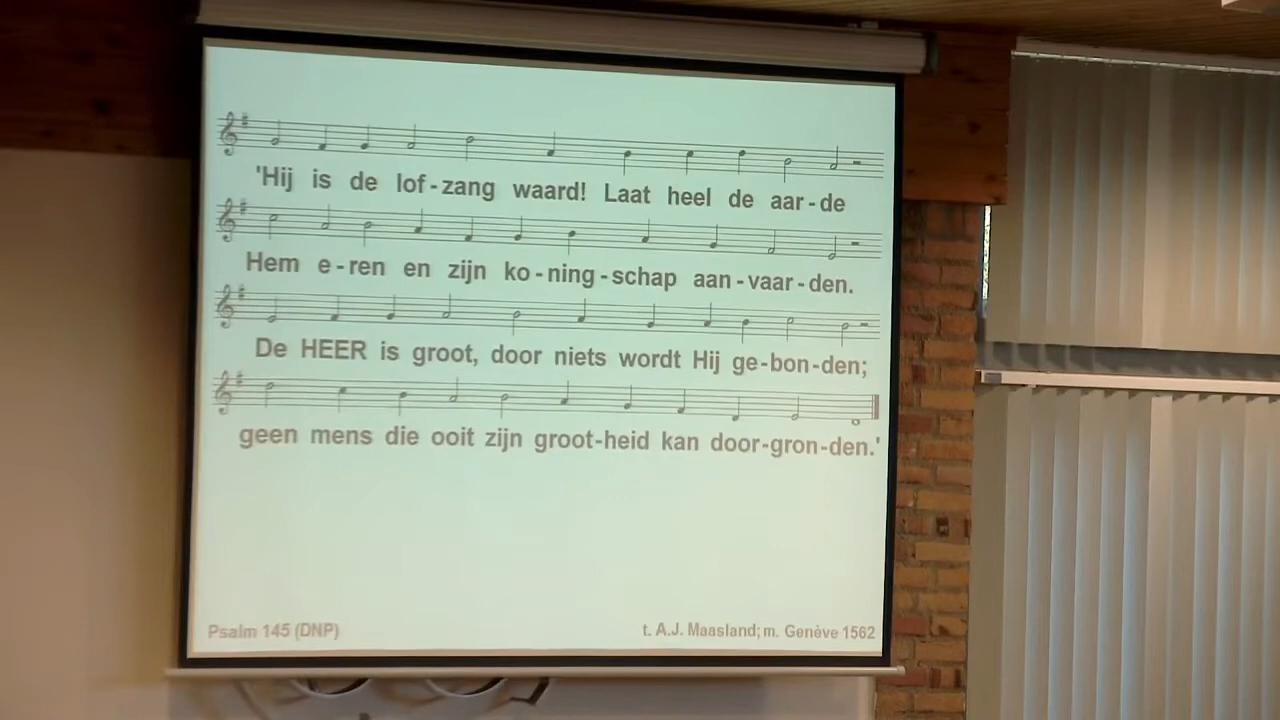 'Hij is de lof-zang waard! Laat heel de aar-de
Hem e-ren en zijn ko-ning-schap aan-vaar-den.
De HEER is groot, door niets wordt Hij ge-bon-den;
geen mens die ooit zijn groot-heid kan door-gron-den.'
Psalm 145 (DNP)
t. A.J. Maasland; m. Genève 1562